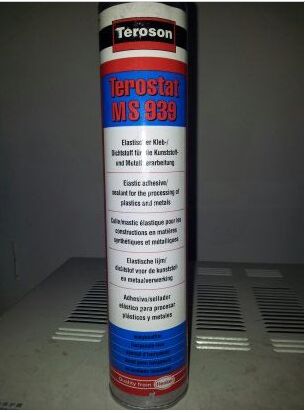 Teroson
Terostat
MS 939
Elastischer Kleb-/
Dichtstoff für die Kunststoff-
und Metallverarbeitung
Elastic adhesive/
sealant for the processing of
plastics and metals
Colle/mastic élastique pour les
constructions en matières
synthétiques et métalliques
Elastische lijm/
dichtstof voor de kunststof-
en metaalverwerking
Adhesivo/sellador
elástico para procesar
plásticos y metales
Quality from Henkel